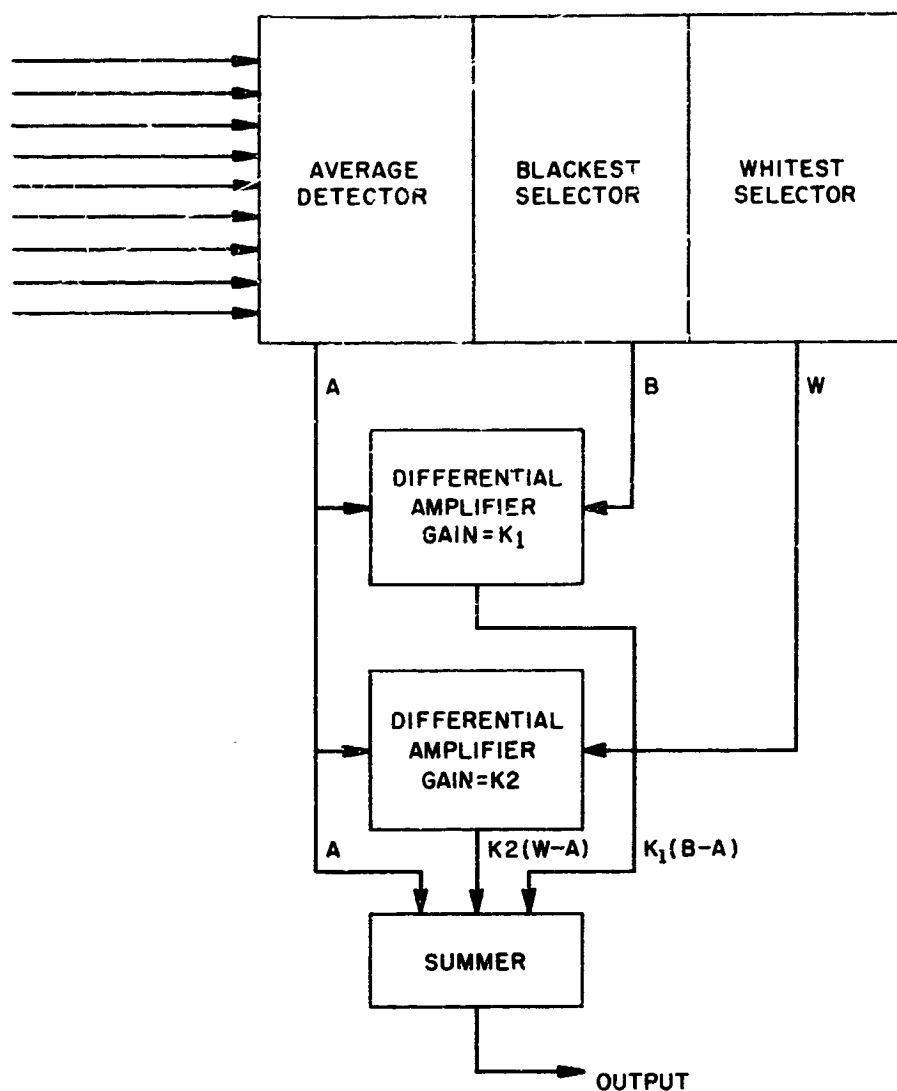 AVERAGE
DETECTOR
BLACKEST
SELECTOR
WHITEST
SELECTOR
A
B
W
DIFFERENTIAL
AMPLIFIER
GAIN=K₁
DIFFERENTIAL
AMPLIFIER
GAIN=K2
A
K2(W-A)
K₁(B-A)
SUMMER
OUTPUT